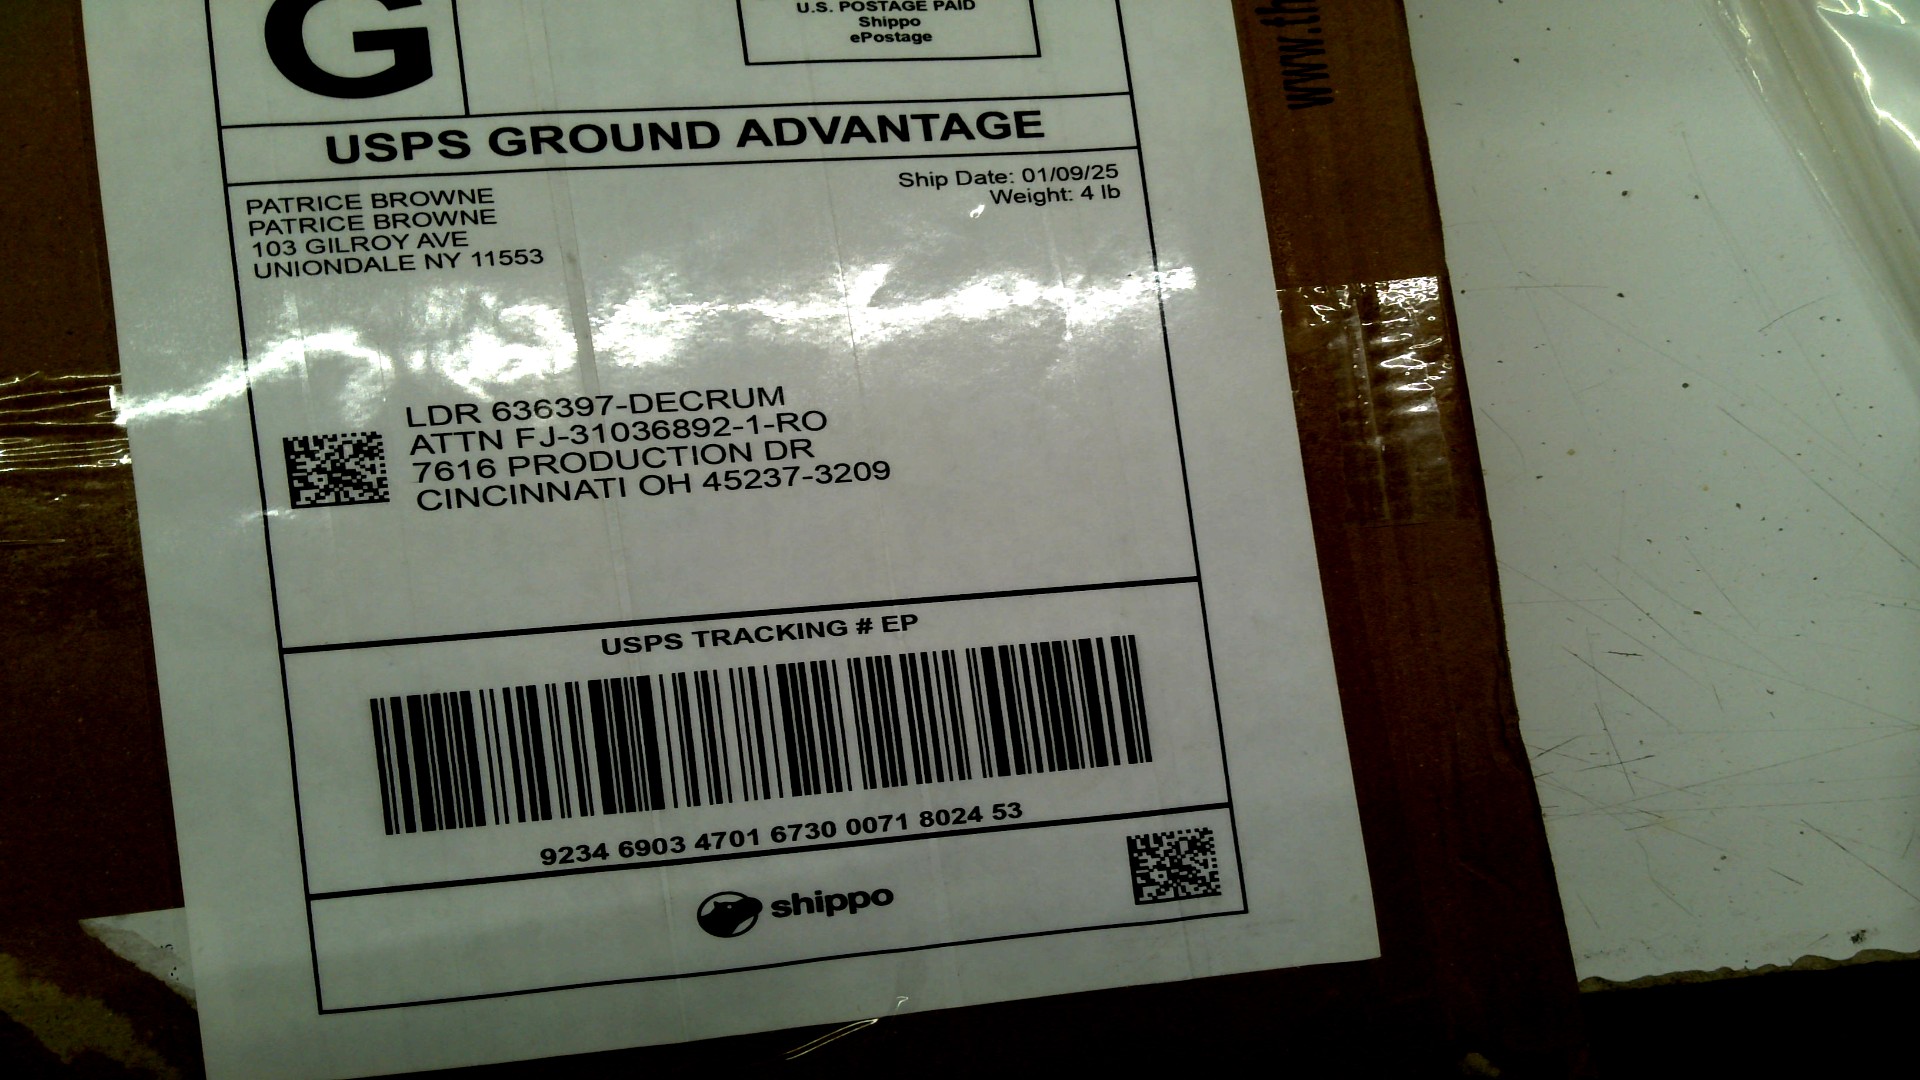 G
U.S. POSTAGE PAID
Shippo
ePostage
USPS GROUND ADVANTAGE
PATRICE BROWNE
PATRICE BROWNE
103 GILROY AVE
UNIONDALE NY 11553
Ship Date: 01/09/25
Weight: 4 lb
LDR 636397-DECRUM
ATTN FJ-31036892-1-RO
7616 PRODUCTION DR
CINCINNATI OH 45237-3209
USPS TRACKING # EP
9234 6903 4701 6730 0071 8024 53
shippo
www.th